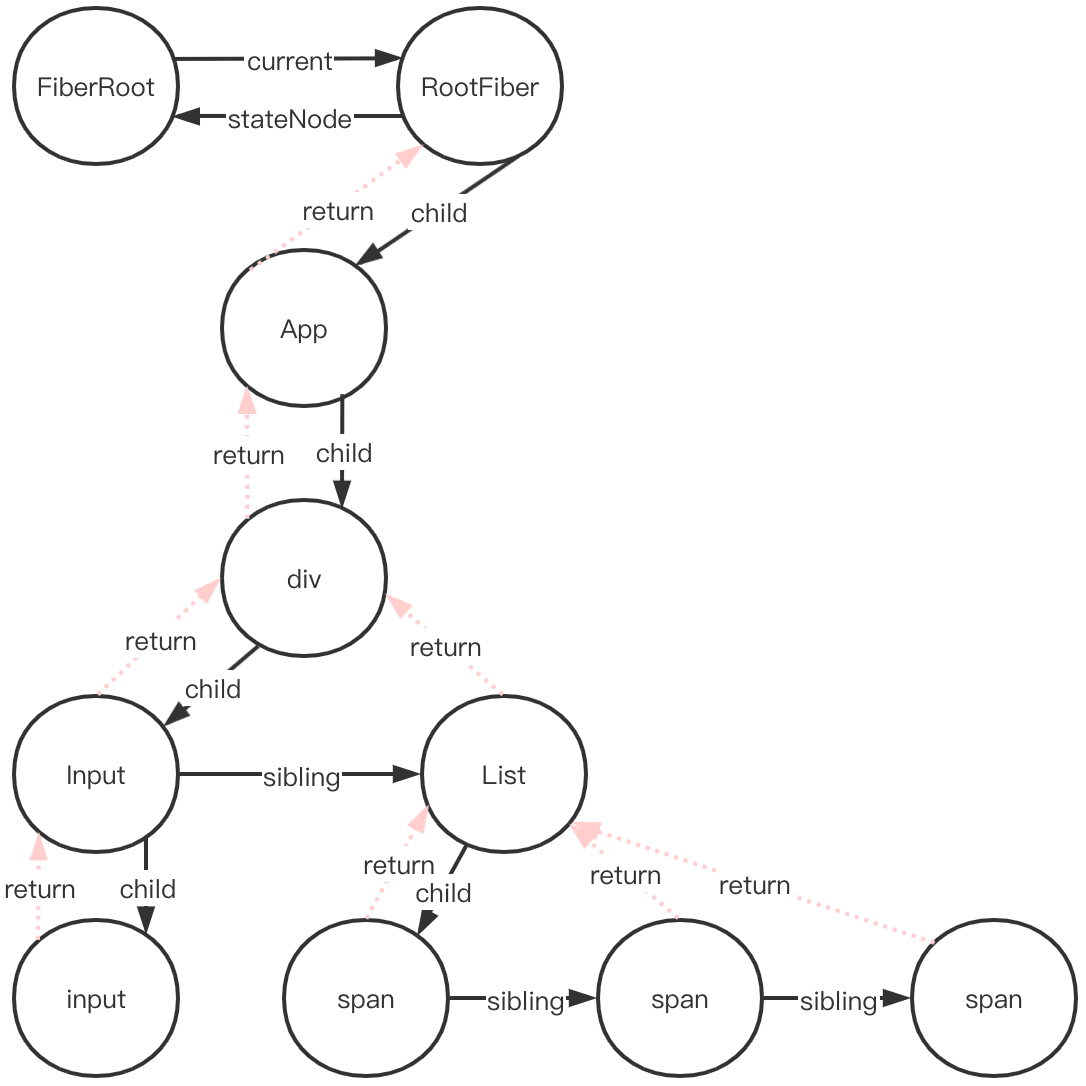 current
FiberRoot
RootFiber
stateNode
return
child
App
return
child
div
return
return
child
Input
sibling
List
return
child
return
child
return
return
input
span
sibling
span
sibling
span